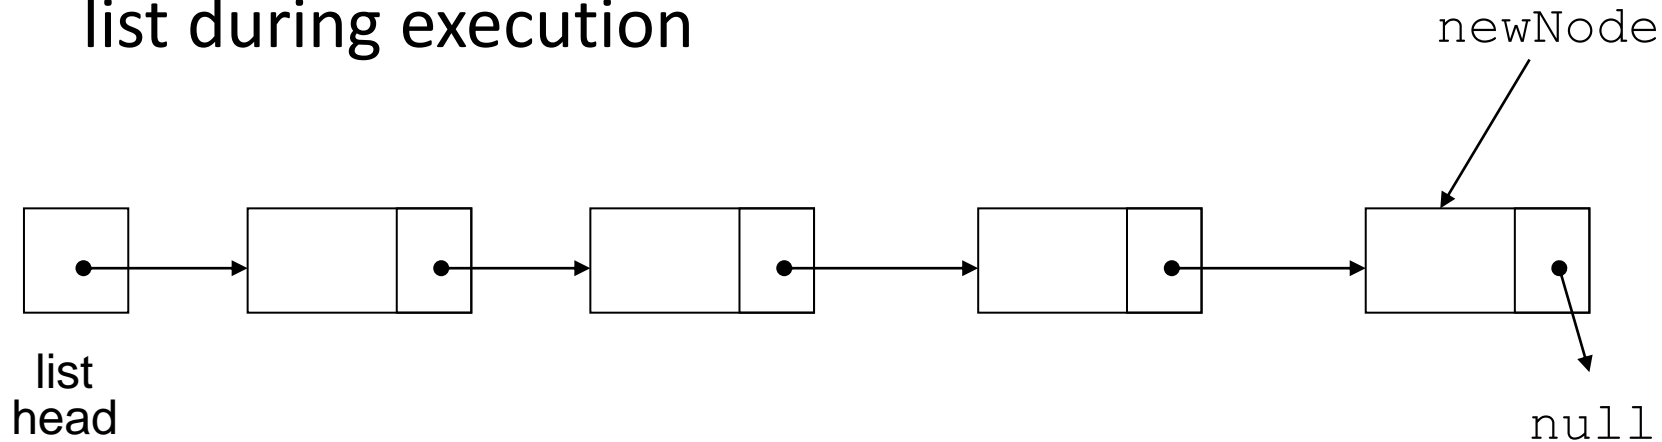 list during execution
newNode
list
head
null